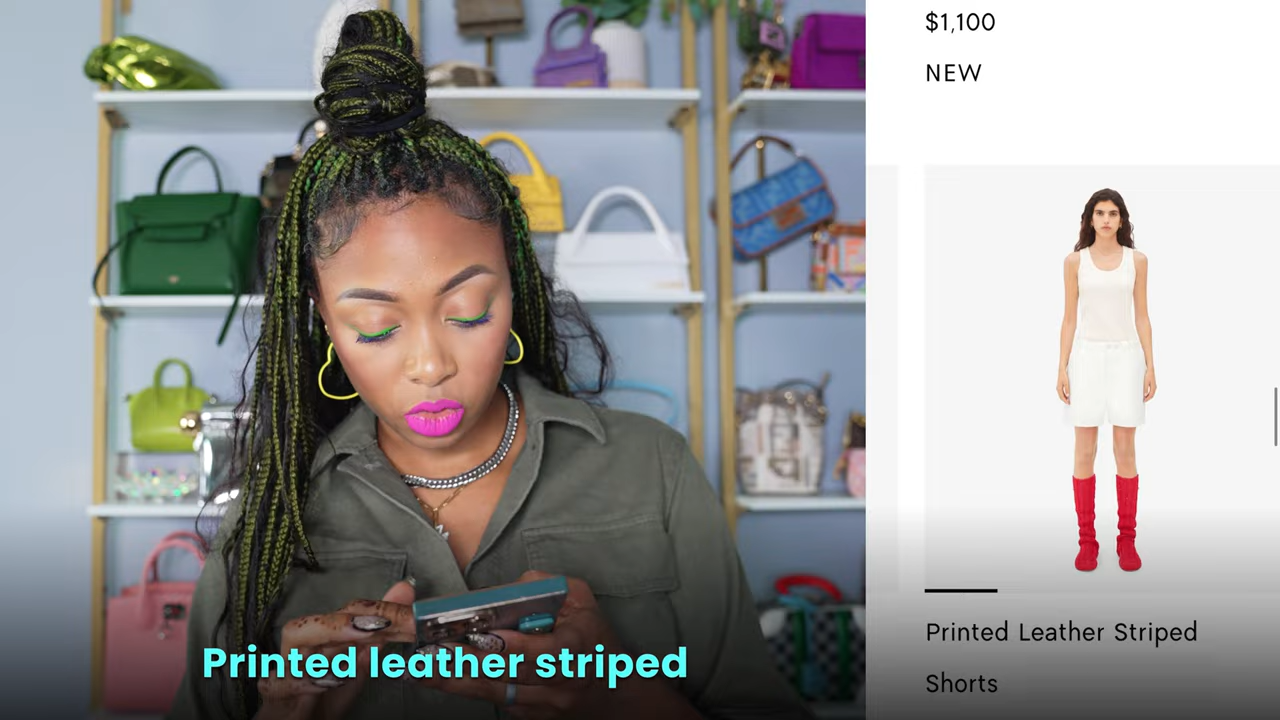 $1,100
NEW
Printed Leather Striped
Shorts
Printed leather striped